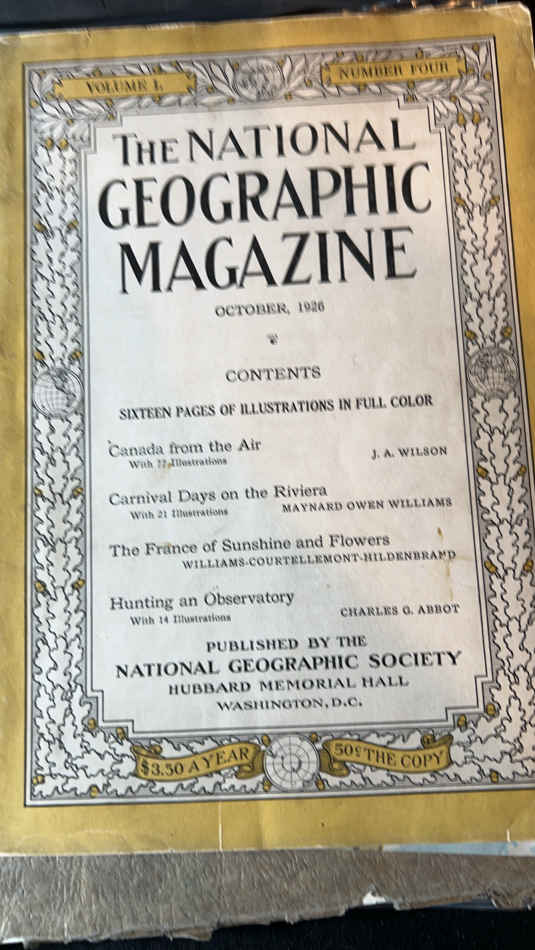 VOLUME L
NUMBER FOUR
THE NATIONAL
GEOGRAPHIC
MAGAZINE
OCTOBER, 1926
CONTENTS
SIXTEEN PAGES OF ILLUSTRATIONS IN FULL COLOR
Canada from the Air
With 77 Illustrations
J. A. WILSON
Carnival Days on the Riviera
With 21 Illustrations
MAYNARD OWEN WILLIAMS
The France of Sunshine and Flowers
WILLIAMS-COURTELLEMONT-HILDENBRAND
Hunting an Observatory
With 14 Illustrations
CHARLES G. ABBOT
PUBLISHED BY THE
NATIONAL GEOGRAPHIC SOCIETY
HUBBARD MEMORIAL HALL
WASHINGTON, D.C.
$3.50 A YEAR
50¢ THE COPY